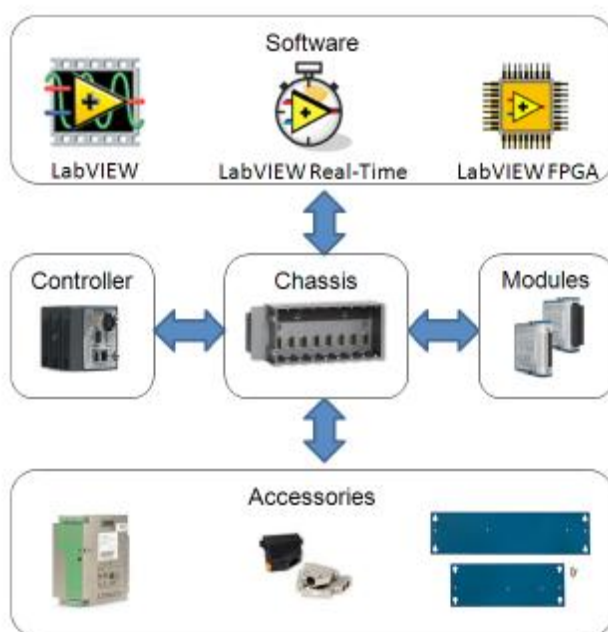 Software
LabVIEW
LabVIEW Real-Time
LabVIEW FPGA
Controller
Chassis
Modules
Accessories